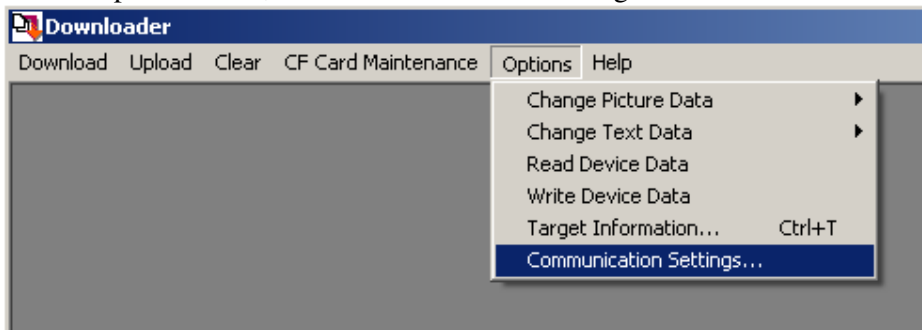 Downloader
Download Upload Clear CF Card Maintenance Options Help
Change Picture Data
Change Text Data
Read Device Data
Write Device Data
Target Information... Ctrl+T
Communication Settings...